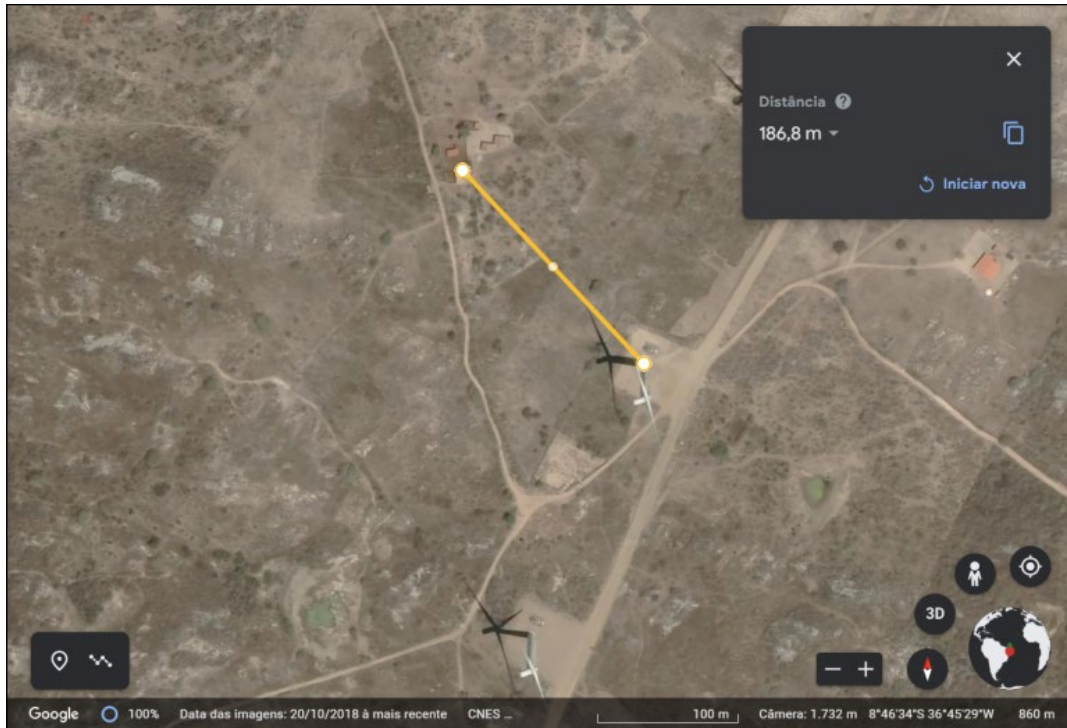 Distância
186,8 m
Iniciar nova
3D
Google 100% Data das imagens: 20/10/2018 à mais recente CNES ... 100 m Câmera: 1.732 m 8°46'34"S 36°45'29"W 860 m